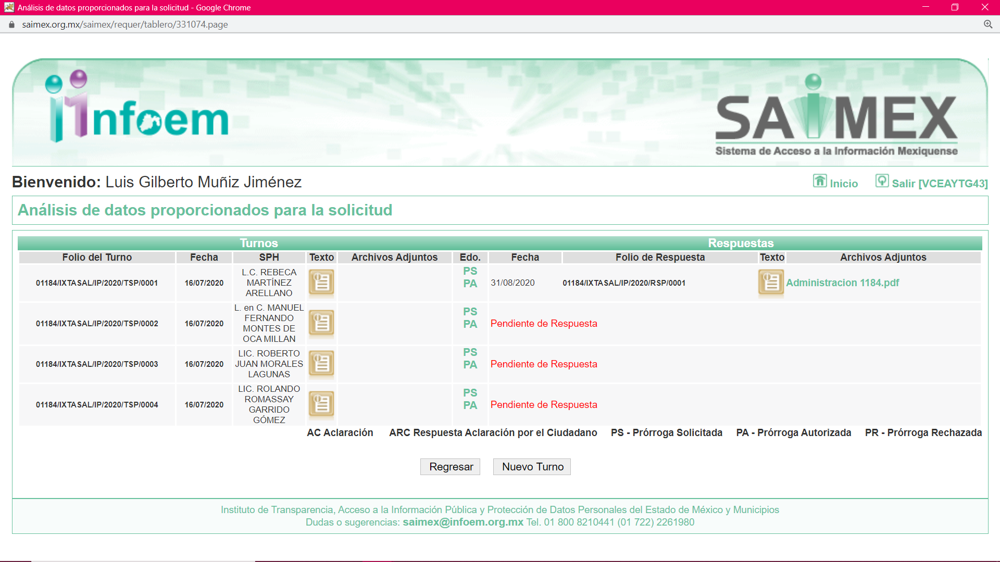 Análisis de datos proporcionados para la solicitud - Google Chrome
saimex.org.mx/saimex/requer/tablero/331074.page
infoem
SAIMEX
Sistema de Acceso a la Información Mexiquense
Bienvenido: Luis Gilberto Muñiz Jiménez
Inicio
Salir [VCEAYTG43]
Análisis de datos proporcionados para la solicitud
Turnos Respuestas
Folio del Turno Fecha SPH Texto Archivos Adjuntos Edo. Fecha Folio de Respuesta Texto Archivos Adjuntos
01184/IXTASAL/IP/2020/TSP/0001 16/07/2020
L.C. REBECA
MARTÍNEZ
ARELLANO
PS
PA
31/08/2020 01184/IXTASAL/IP/2020/RSP/0001 Administracion 1184.pdf
01184/IXTASAL/IP/2020/TSP/0002 16/07/2020
L. en C. MANUEL
FERNANDO
MONTES DE
OCA MILLAN
PS
PA
Pendiente de Respuesta
01184/IXTASAL/IP/2020/TSP/0003 16/07/2020
LIC. ROBERTO
JUAN MORALES
LAGUNAS
PS
PA
Pendiente de Respuesta
01184/IXTASAL/IP/2020/TSP/0004 16/07/2020
LIC. ROLANDO
ROMASSAY
GARRIDO
GÓMEZ
PS
PA
Pendiente de Respuesta
AC Aclaración ARC Respuesta Aclaración por el Ciudadano PS - Prórroga Solicitada PA - Prórroga Autorizada PR - Prórroga Rechazada
Regresar Nuevo Turno
Instituto de Transparencia, Acceso a la Información Pública y Protección de Datos Personales del Estado de México y Municipios
Dudas o sugerencias: saimex@infoem.org.mx Tel. 01 800 8210441 (01 722) 2261980